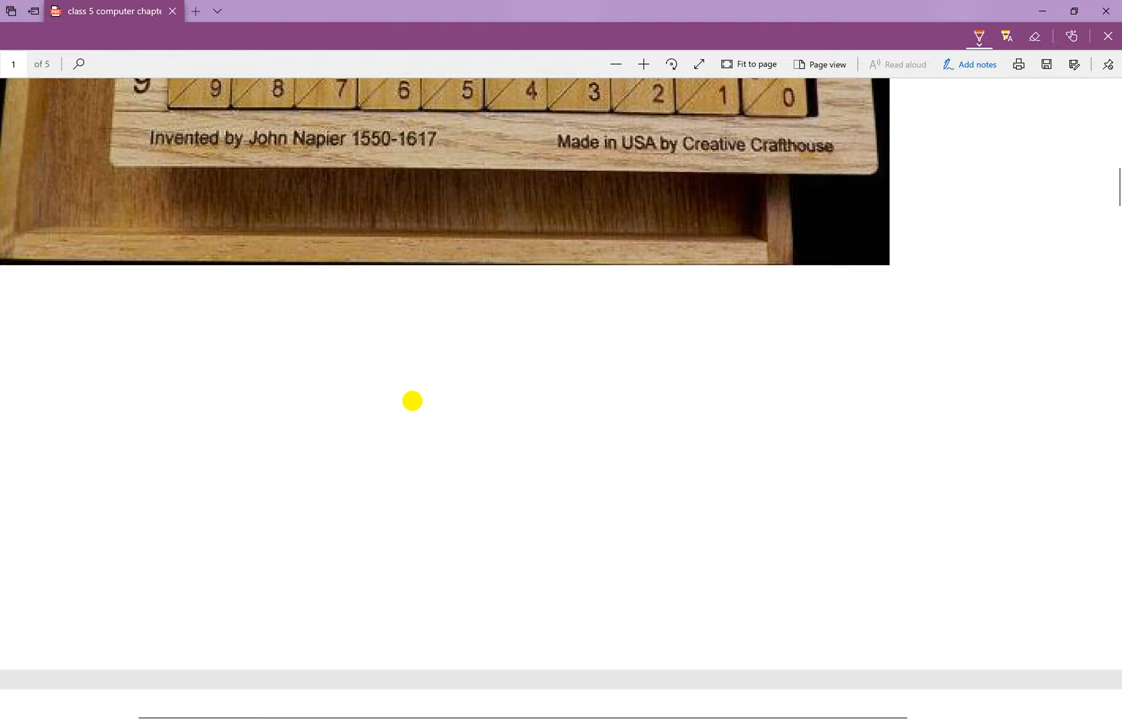 class 5 computer chapte
1 of 5
Fit to page
Page view
Read aloud
Add notes
9 9 8 7 6 5 4 3 2 1 0
Invented by John Napier 1550-1617
Made in USA by Creative Crafthouse